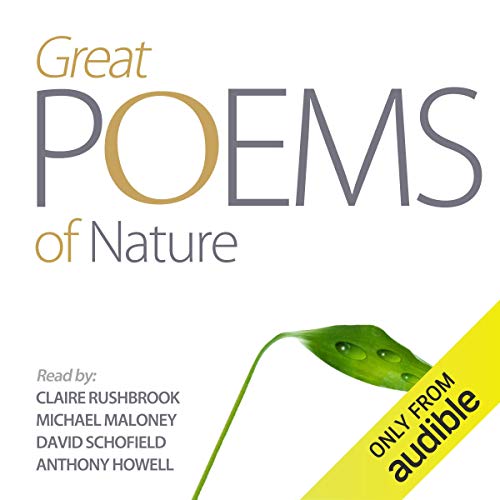 Great
POEMS
of Nature
Read by:
CLAIRE RUSHBROOK
MICHAEL MALONEY
DAVID SCHOFIELD
ANTHONY HOWELL
ONLY FROM
audible